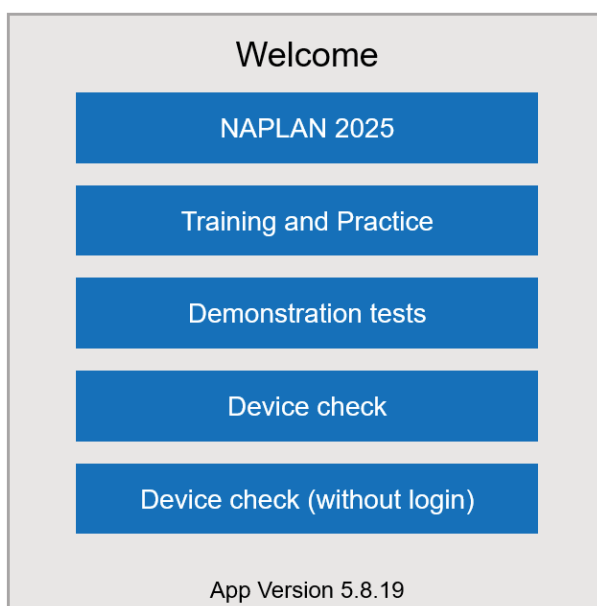 Welcome
NAPLAN 2025
Training and Practice
Demonstration tests
Device check
Device check (without login)
App Version 5.8.19